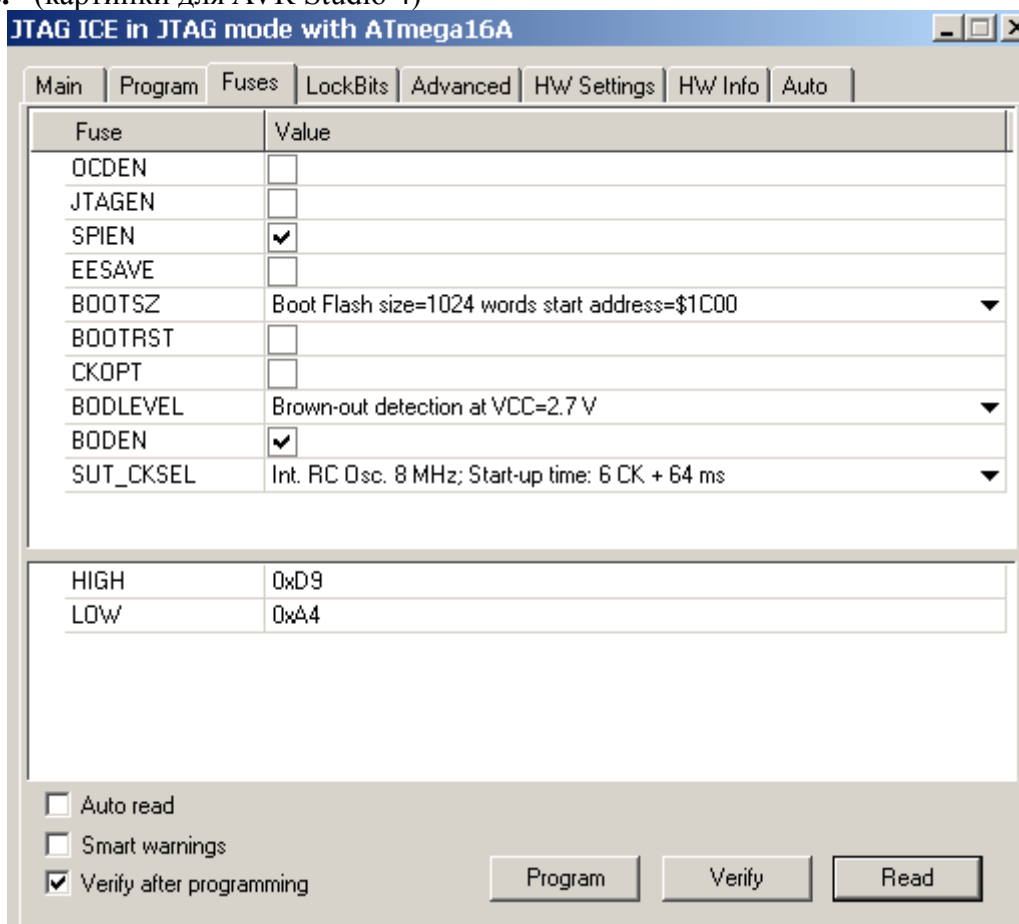 (картинки для AVR Studio 4)
JTAG ICE in JTAG mode with ATmega16A
Main Program Fuses LockBits Advanced HW Settings HW Info Auto
Fuse Value
OCDEN
JTAGEN
SPIEN
EESAVE
BOOTSZ Boot Flash size=1024 words start address=$1C00
BOOTRST
CKOPT
BODLEVEL Brown-out detection at VCC=2.7 V
BODEN
SUT_CKSEL Int. RC Osc. 8 MHz; Start-up time: 6 CK + 64 ms
HIGH 0xD9
LOW 0xA4
Auto read
Smart warnings
Verify after programming
Program Verify Read